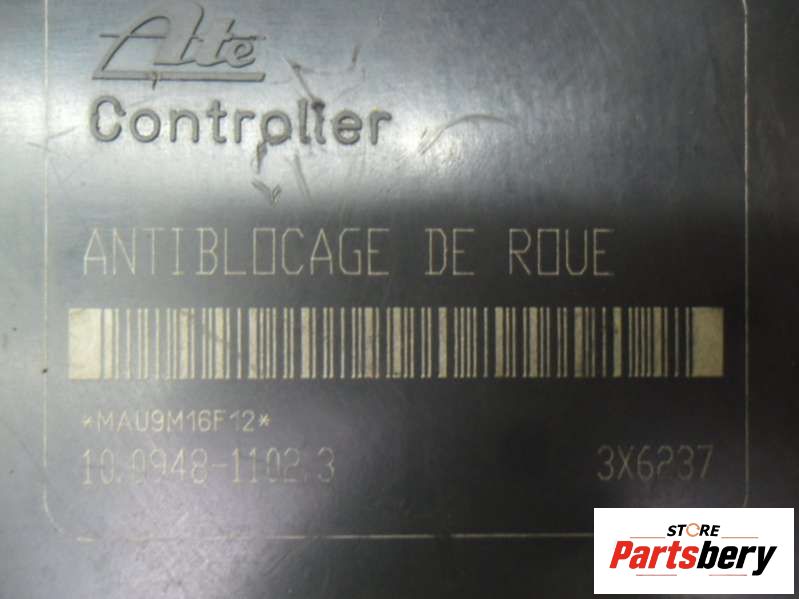 Ate
Controller
ANTIBLOCAGE DE ROUE
*MAU9M16F12*
10.0948-1102.3 3X6237
STORE
Partsbery